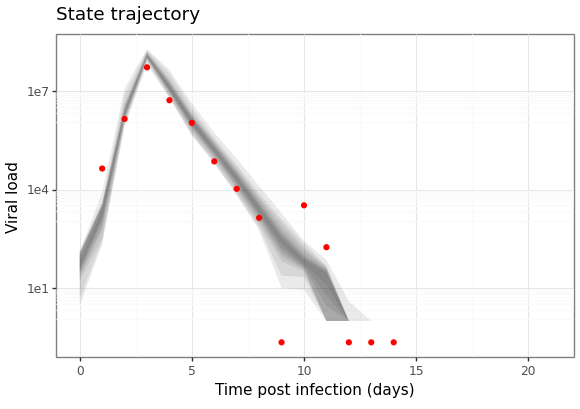 State trajectory
1e7
1e4
1e1
Viral load
0 5 10 15 20
Time post infection (days)